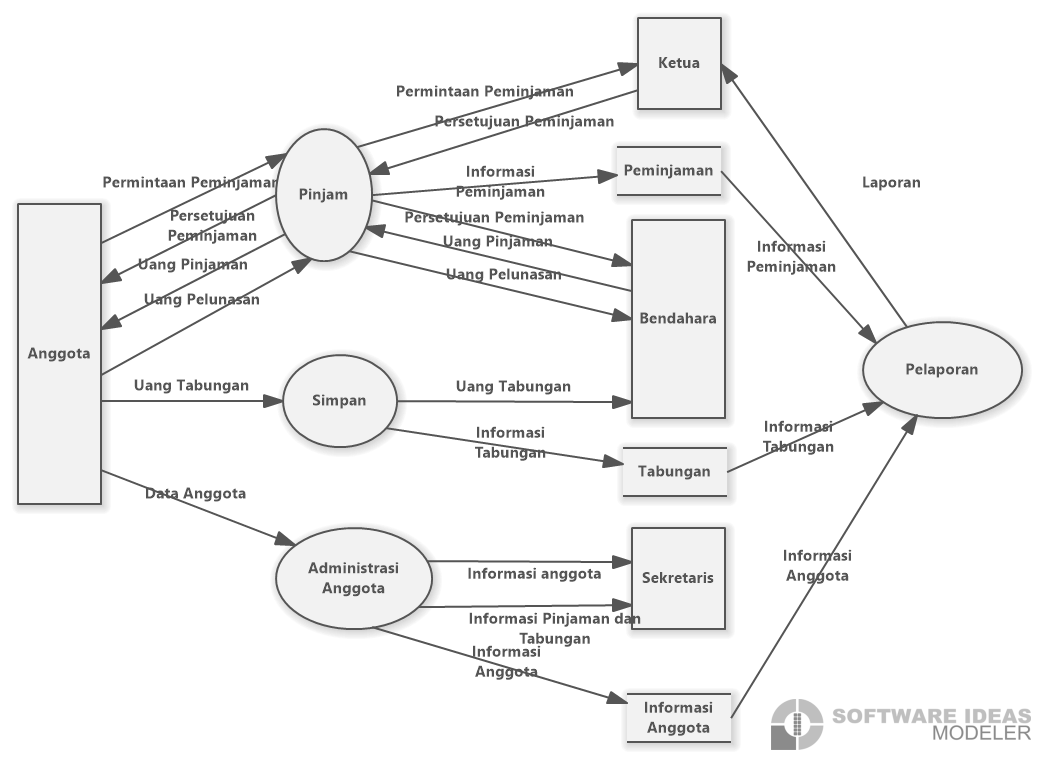 Ketua
Permintaan Peminjaman
Persetujuan Peminjaman
Informasi
Peminjaman
Peminjaman
Laporan
Permintaan Peminjaman
Pinjam
Persetujuan
Peminjaman
Persetujuan Peminjaman
Uang Pinjaman
Uang Pelunasan
Informasi
Peminjaman
Uang Pinjaman
Uang Pelunasan
Bendahara
Anggota
Pelaporan
Uang Tabungan
Simpan
Uang Tabungan
Informasi
Tabungan
Informasi
Tabungan
Tabungan
Data Anggota
Administrasi
Anggota
Informasi anggota
Sekretaris
Informasi
Anggota
Informasi Pinjaman dan
Tabungan
Informasi
Anggota
Informasi
Anggota
SOFTWARE IDEAS
MODELER